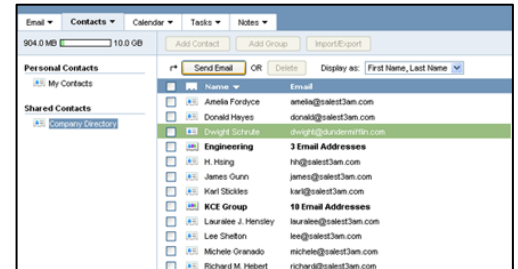 Email Contacts Calendar Tasks Notes
904.0 MB 10.0 GB Add Contact Add Group Import/Export
Personal Contacts
My Contacts
Shared Contacts
Company Directory
Send Email OR Delete Display as: First Name, Last Name
Name Email
Amelia Fordyce amelia@salest3am.com
Donald Hayes donald@salest3am.com
Dwight Schrute dwight@dundermifflin.com
Engineering 3 Email Addresses
H. Hsing hh@salest3am.com
James Gunn james@salest3am.com
Karl Stickles karl@salest3am.com
KCE Group 10 Email Addresses
Lauralee J. Hensley lauralee@salest3am.com
Lee Shelton lee@salest3am.com
Michele Granado michele@salest3am.com
Richard M. Hebert richard@salest3am.com